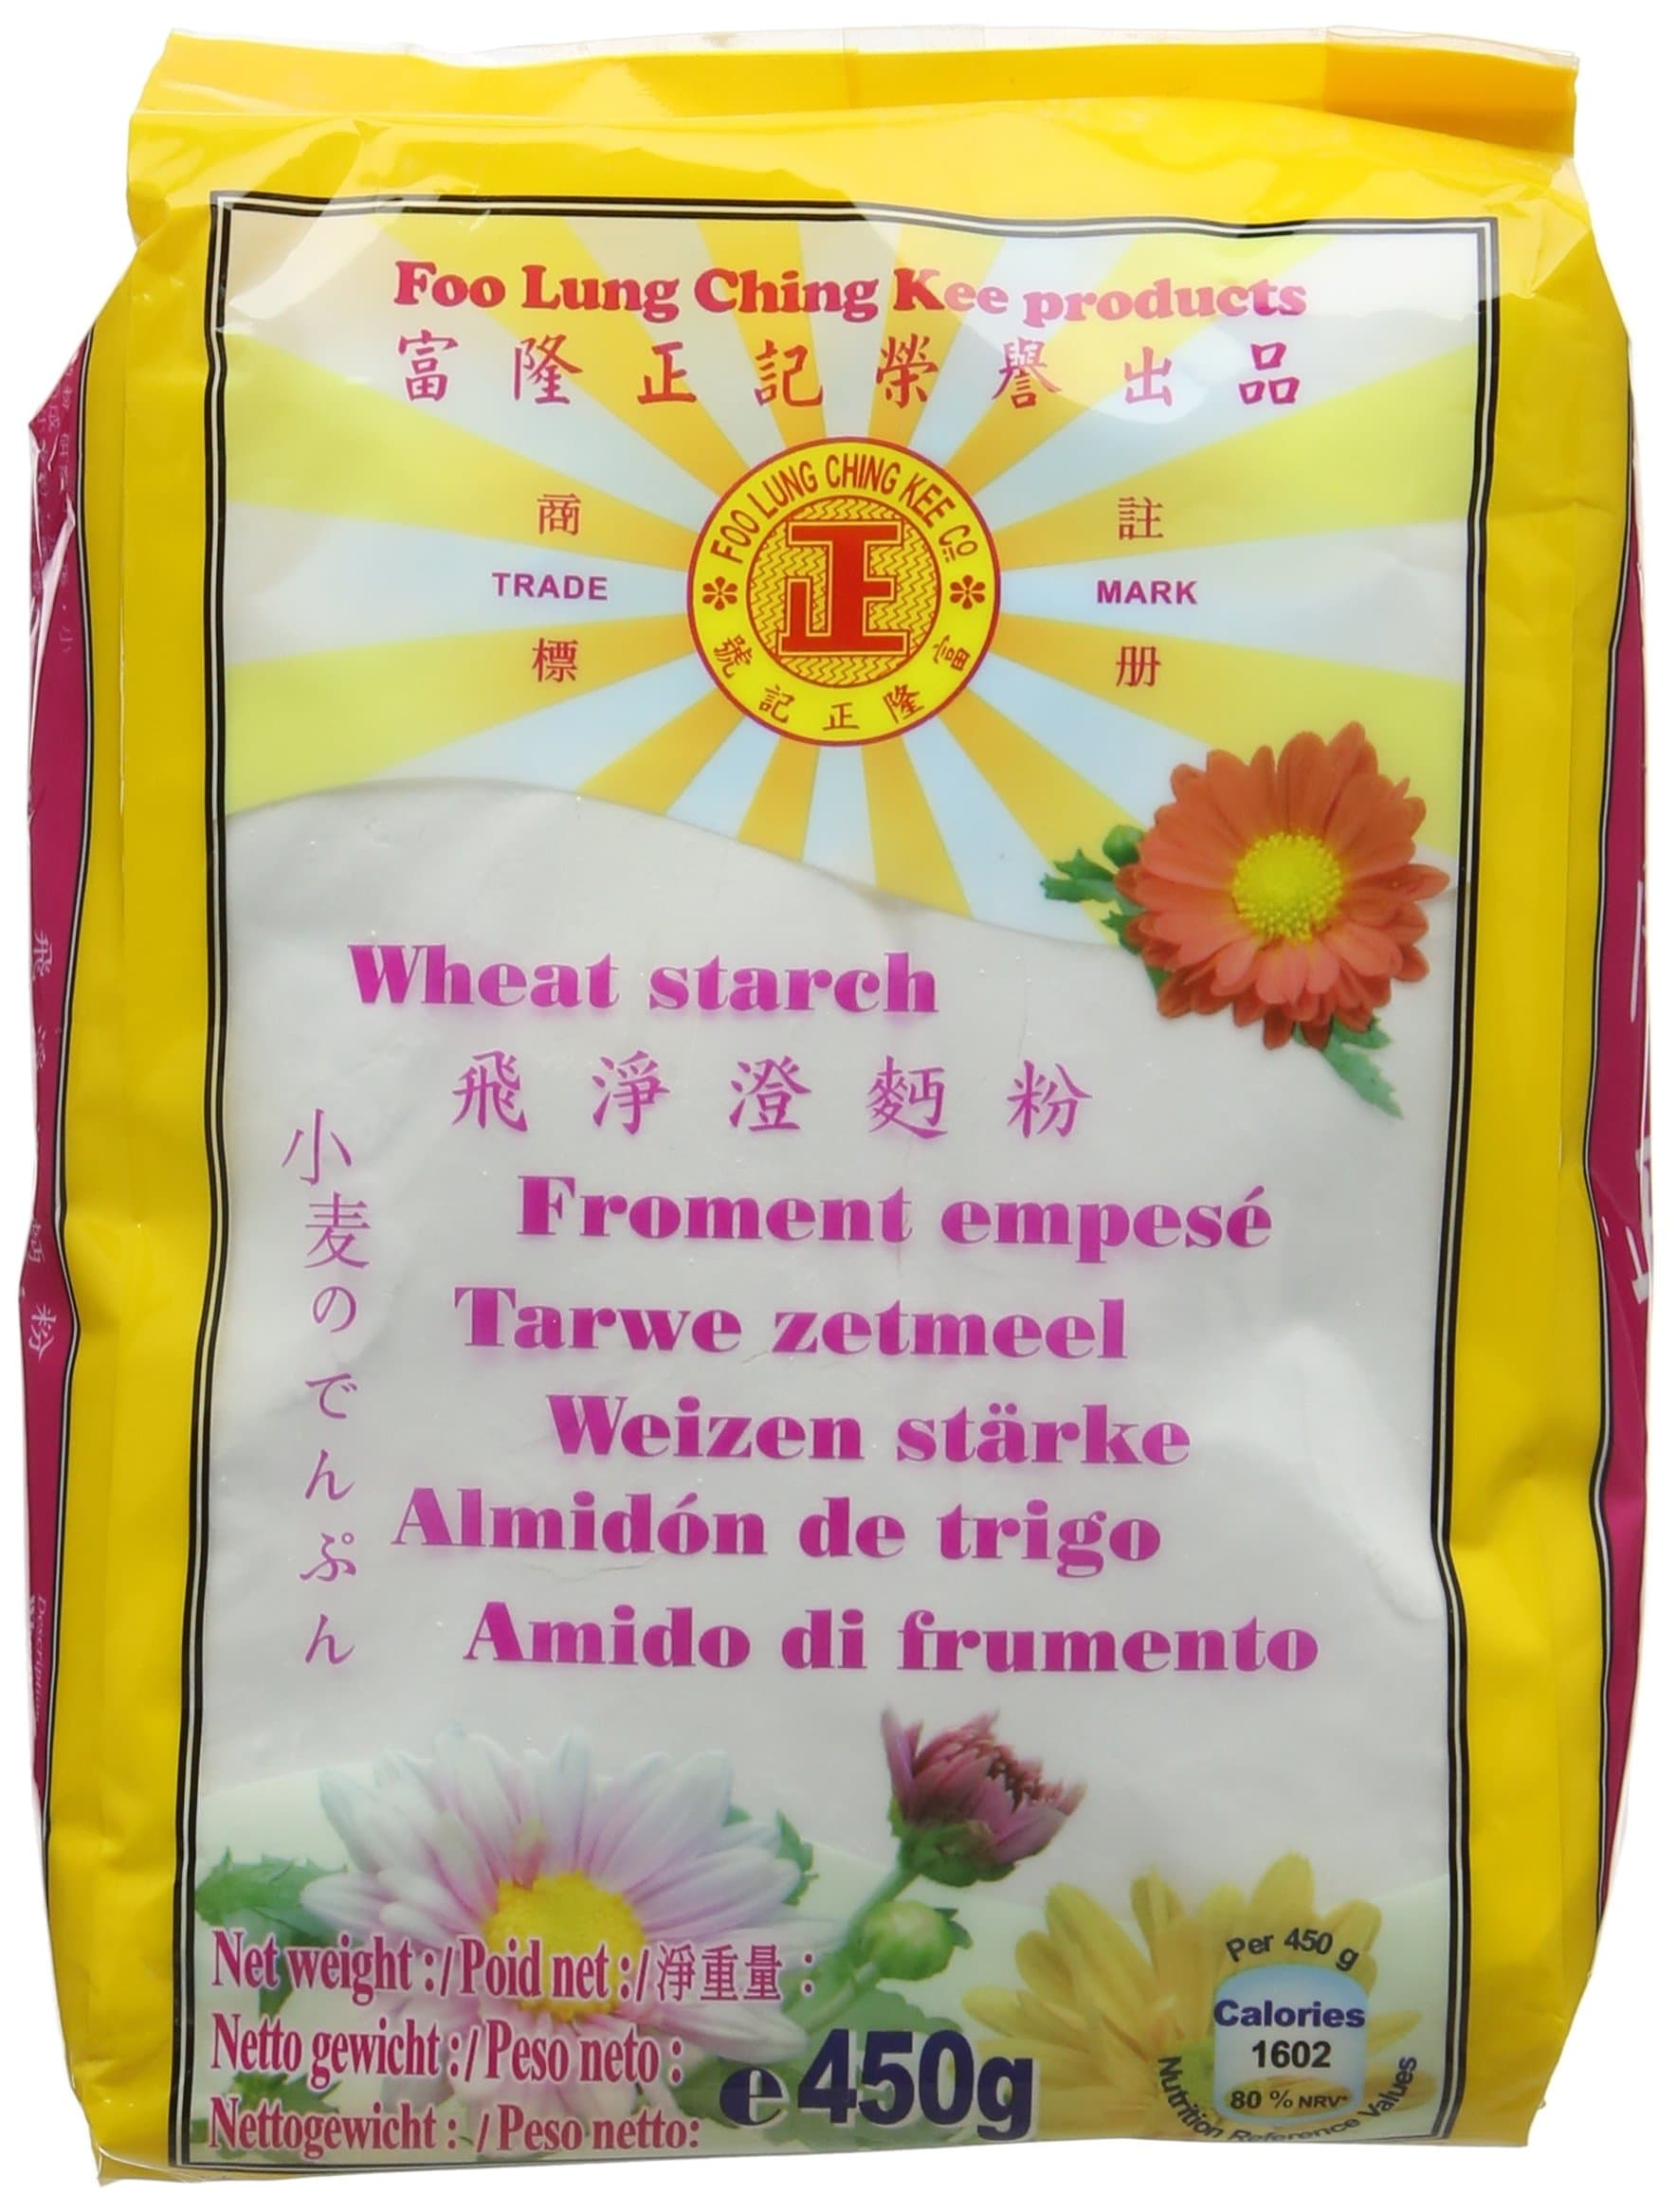 Foo Lung Ching Kee products
富隆正記榮譽出品
FOO LUNG CHING KEE Co
正
富隆正記號
商
TRADE
標
註
MARK
册
Wheat starch
飛淨澄麪粉
小麦のでんぷん
Froment empesé
Tarwe zetmeel
Weizen stärke
Almidón de trigo
Amido di frumento
Net weight :/Poid net :/淨重量：
Netto gewicht :/Peso neto :
Nettogewicht : /Peso netto:
e450g
Per 450 g
Calories
1602
80 % NRV*
Nutrition Reference Values
飛
粉
Description